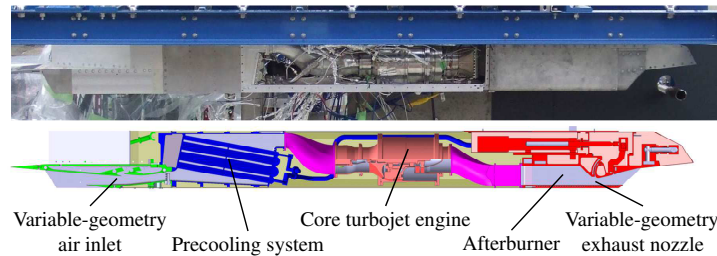 Variable-geometry
air inlet
Precooling system
Core turbojet engine
Afterburner
Variable-geometry
exhaust nozzle